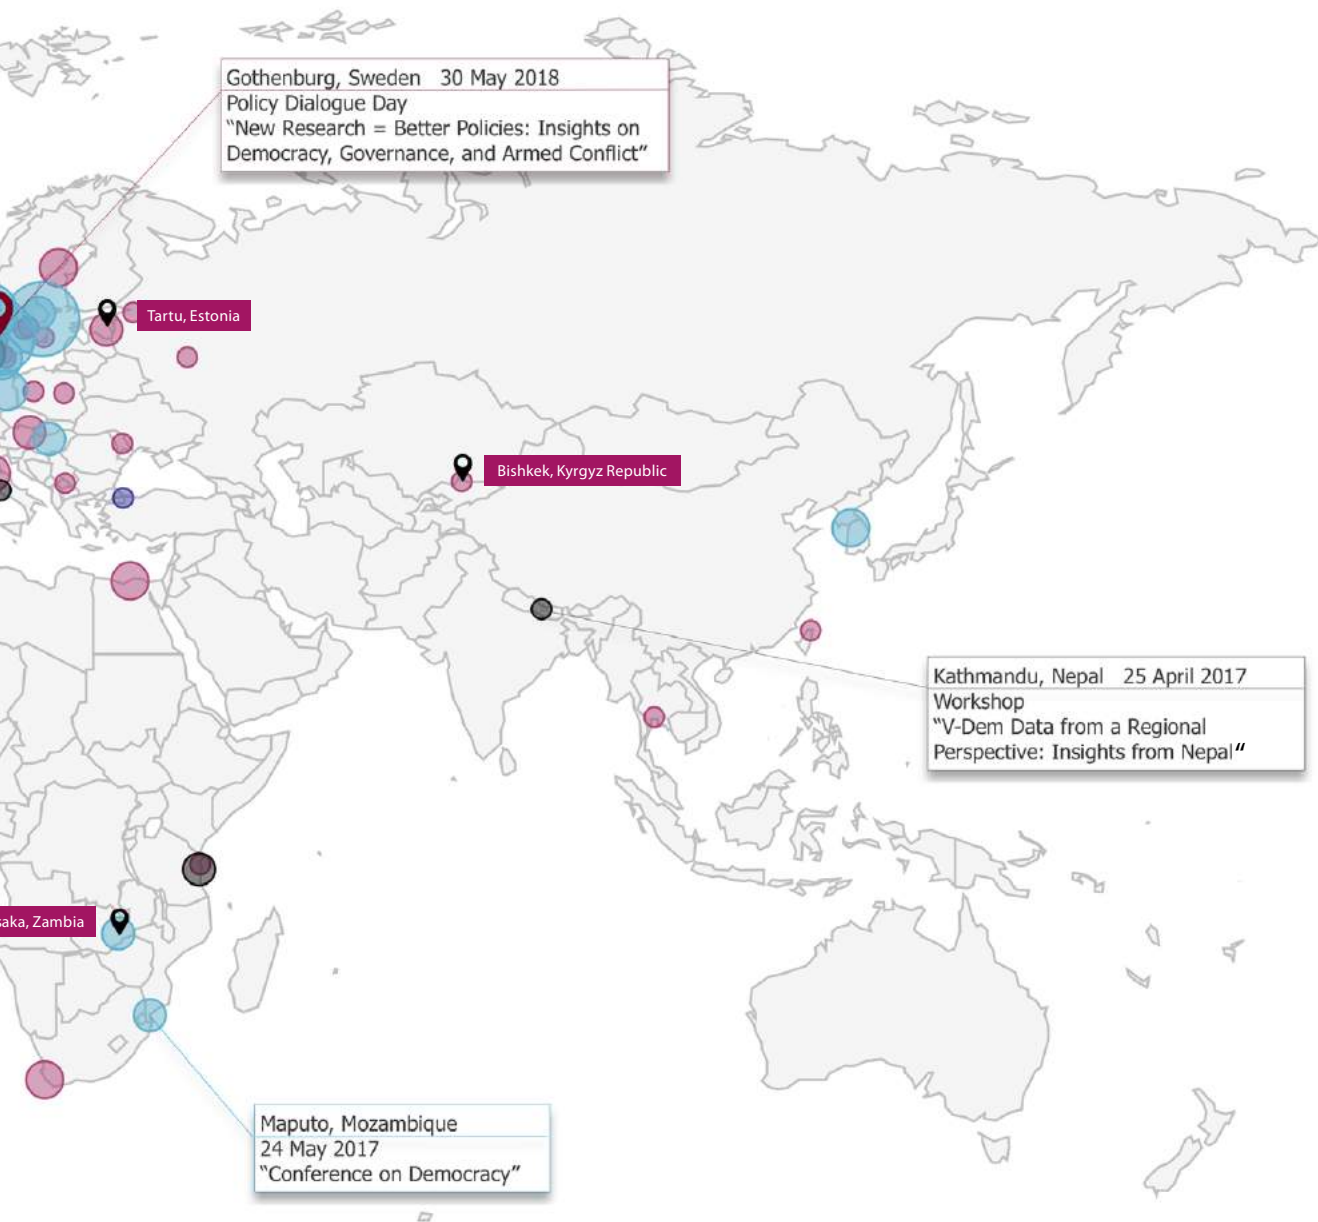 Gothenburg, Sweden 30 May 2018
Policy Dialogue Day
“New Research = Better Policies: Insights on
Democracy, Governance, and Armed Conflict”
Tartu, Estonia
Bishkek, Kyrgyz Republic
Kathmandu, Nepal 25 April 2017
Workshop
“V-Dem Data from a Regional
Perspective: Insights from Nepal“
saka, Zambia
Maputo, Mozambique
24 May 2017
“Conference on Democracy”